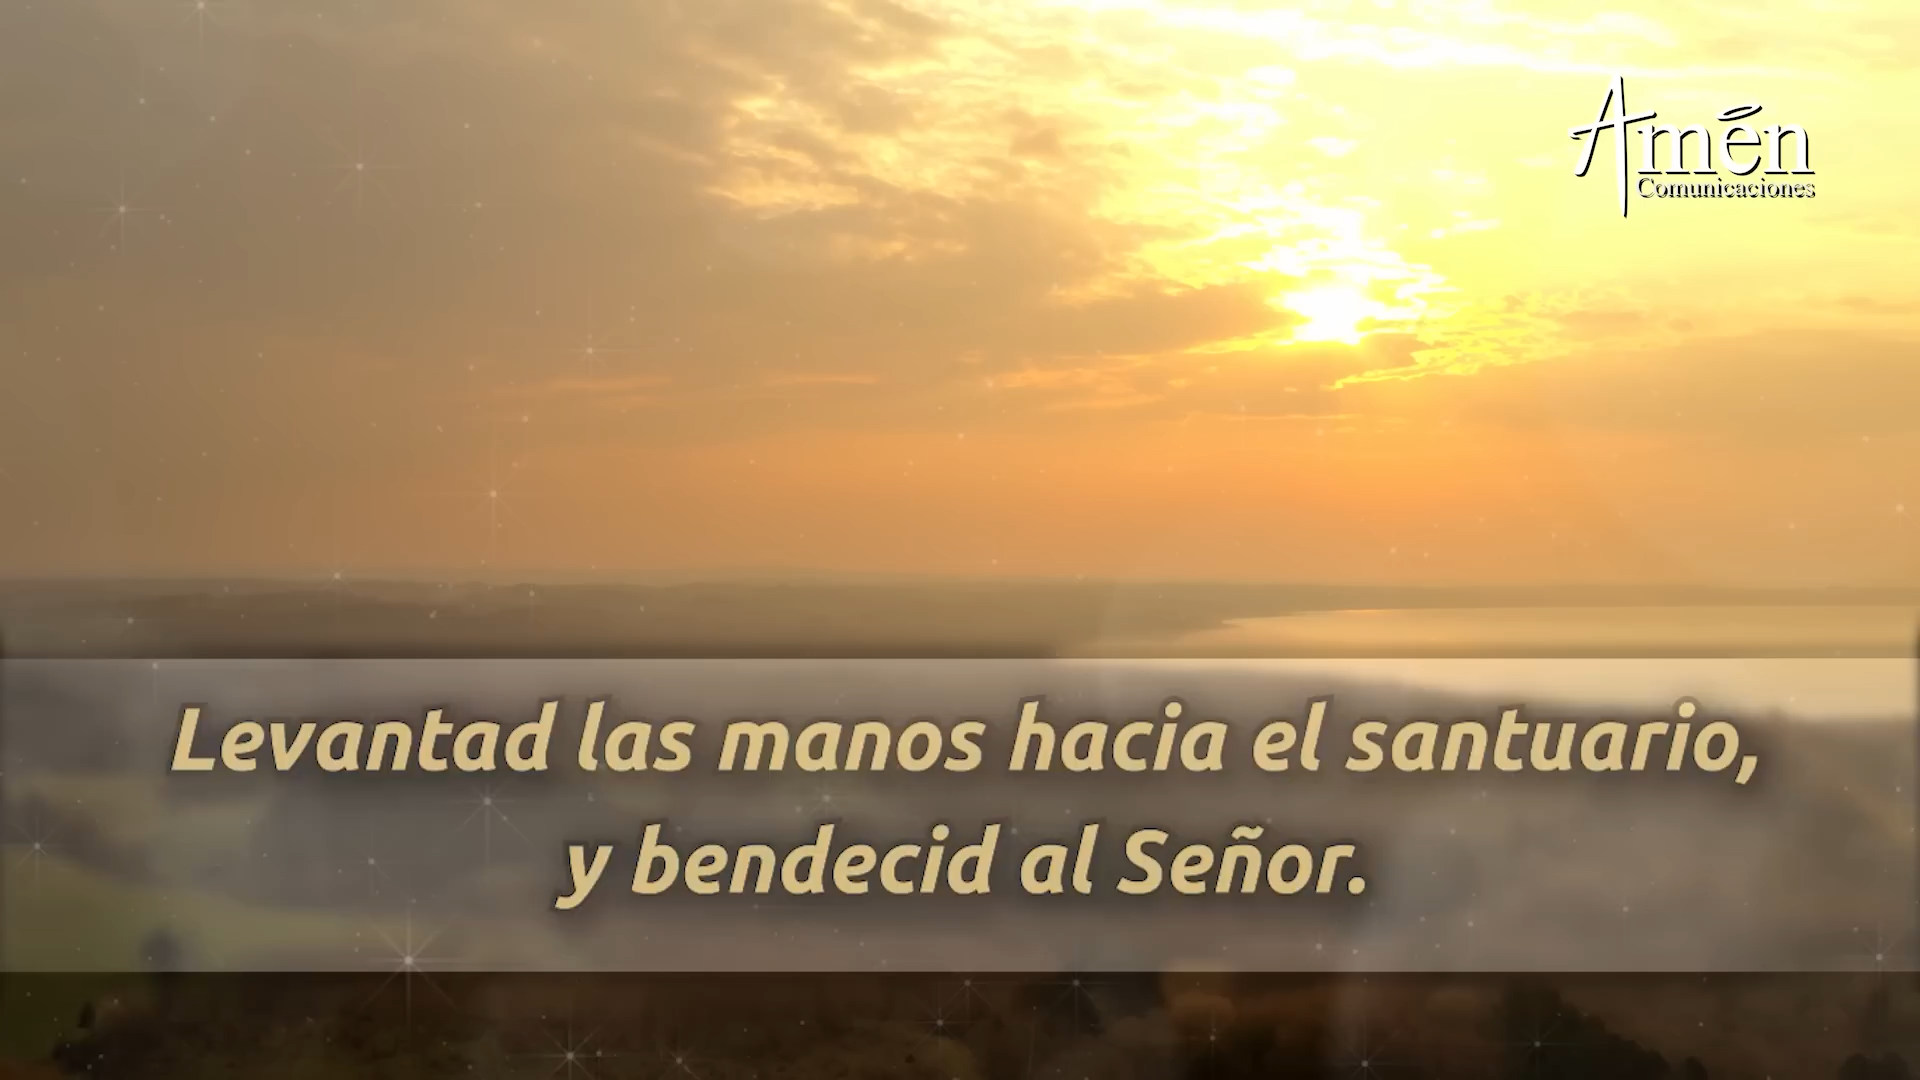 Amén
Comunicaciones
Levantad las manos hacia el santuario,
y bendecid al Señor.